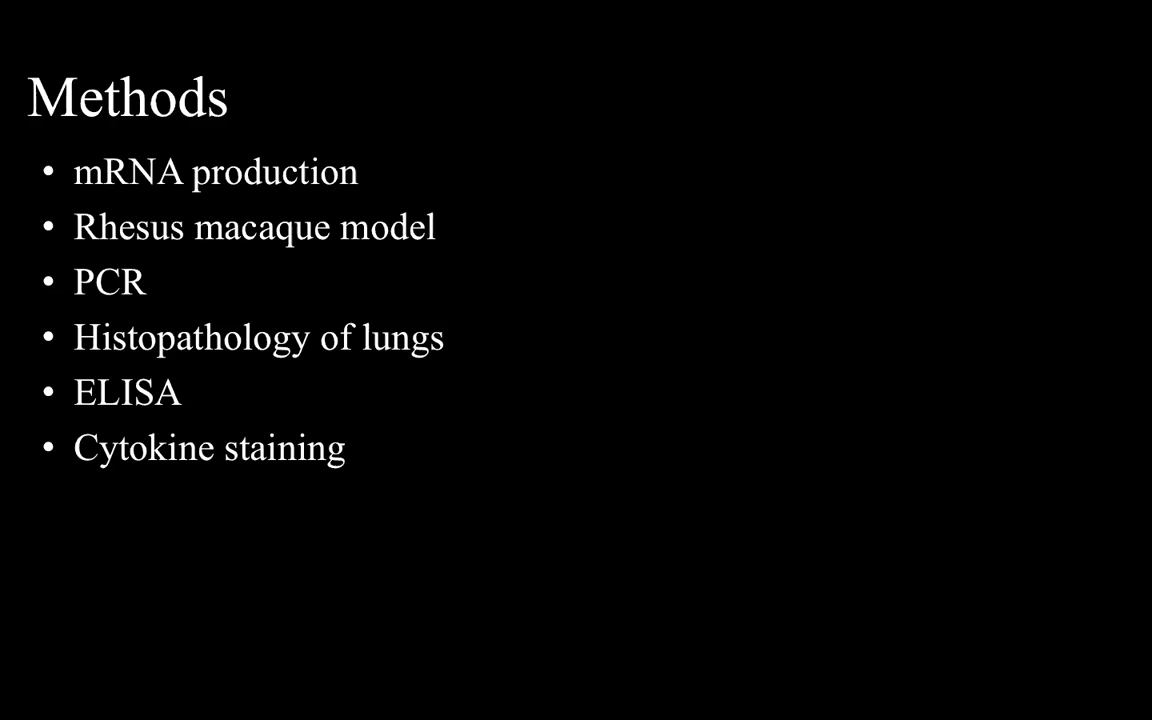 Methods
• mRNA production
• Rhesus macaque model
• PCR
• Histopathology of lungs
• ELISA
• Cytokine staining